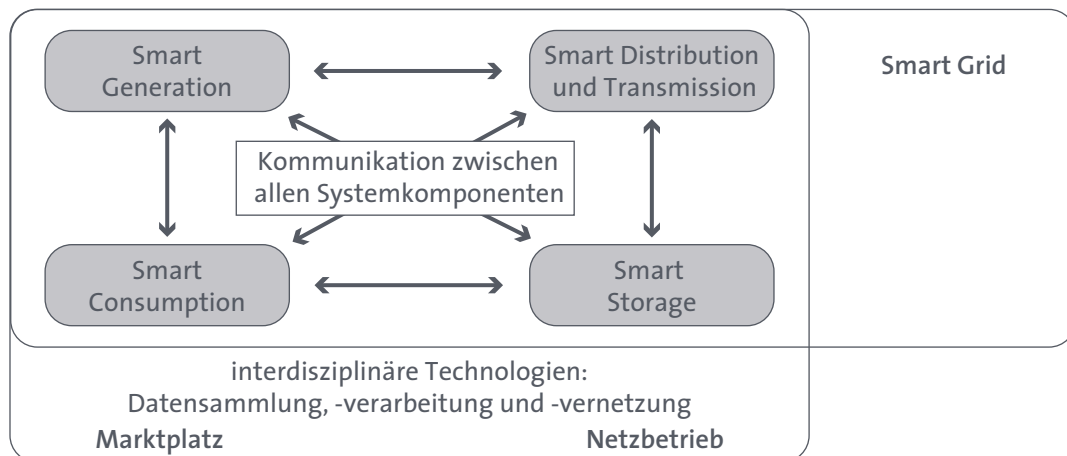 Smart
Generation
Smart Distribution
und Transmission
Smart Grid
Kommunikation zwischen
allen Systemkomponenten
Smart
Consumption
Smart
Storage
interdisziplinäre Technologien:
Datensammlung, -verarbeitung und -vernetzung
Marktplatz
Netzbetrieb